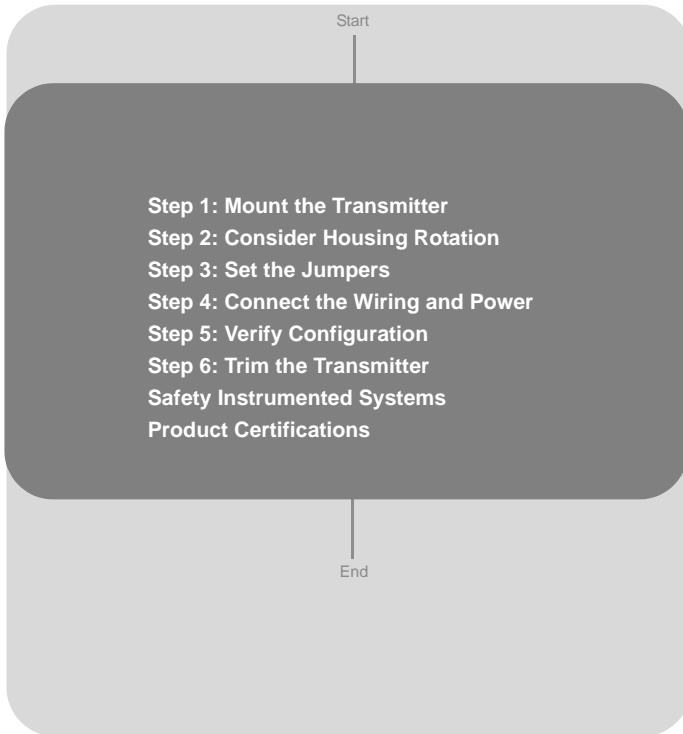 Start
Step 1: Mount the Transmitter
Step 2: Consider Housing Rotation
Step 3: Set the Jumpers
Step 4: Connect the Wiring and Power
Step 5: Verify Configuration
Step 6: Trim the Transmitter
Safety Instrumented Systems
Product Certifications
End